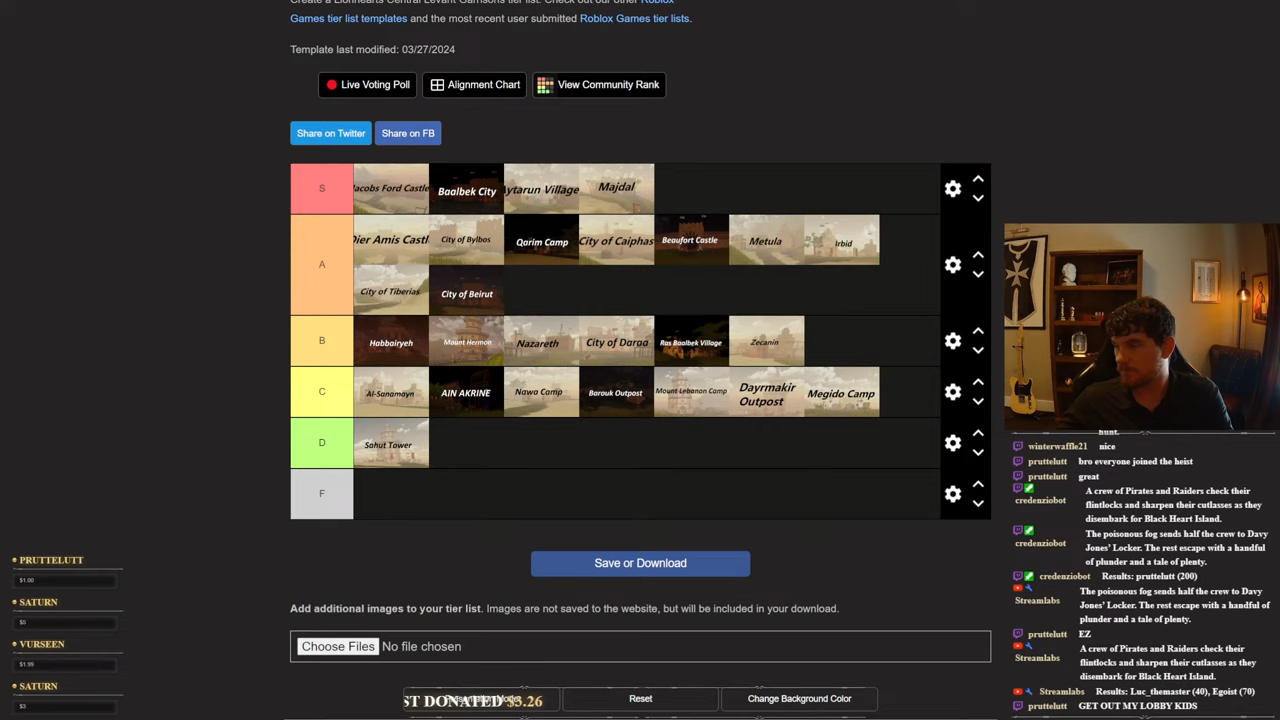 Games tier list templates and the most recent user submitted Roblox Games tier lists.
Template last modified: 03/27/2024
Live Voting Poll
Alignment Chart
View Community Rank
Share on Twitter
Share on FB
S
Jacobs Ford Castle
Baalbek City
Aytarun Village
Majdal
A
Dier Amis Castl
City of Bylbos
Qarim Camp
City of Caiphas
Beaufort Castle
Metula
Irbid
City of Tiberias
City of Beirut
B
Habbairyeh
Mount Hermon
Nazareth
City of Daraa
Ras Baalbek Village
Zecanin
C
Al-Sanamayn
AIN AKRINE
Nawa Camp
Barouk Outpost
Mount Lebanon Camp
Dayrmakir
Outpost
Megido Camp
D
Sahut Tower
F
Save or Download
Add additional images to your tier list. Images are not saved to the website, but will be included in your download.
Choose Files No file chosen
ST DONATED $3.26
Reset
Change Background Color
PRUTTELUTT
$1.00
SATURN
$5
VURSEEN
$1.99
SATURN
$3
hunt.
winterwaffle21 nice
pruttelutt bro everyone joined the heist
pruttelutt great
credenziobot A crew of Pirates and Raiders check their
flintlocks and sharpen their cutlasses as they
disembark for Black Heart Island.
credenziobot The poisonous fog sends half the crew to Davy
Jones' Locker. The rest escape with a handful
of plunder and a tale of plenty.
credenziobot Results: pruttelutt (200)
Streamlabs The poisonous fog sends half the crew to Davy
Jones' Locker. The rest escape with a handful of
plunder and a tale of plenty.
pruttelutt EZ
Streamlabs A crew of Pirates and Raiders check their
flintlocks and sharpen their cutlasses as they
disembark for Black Heart Island.
Streamlabs Results: Luc_themaster (40), Egoist (70)
pruttelutt GET OUT MY LOBBY KIDS